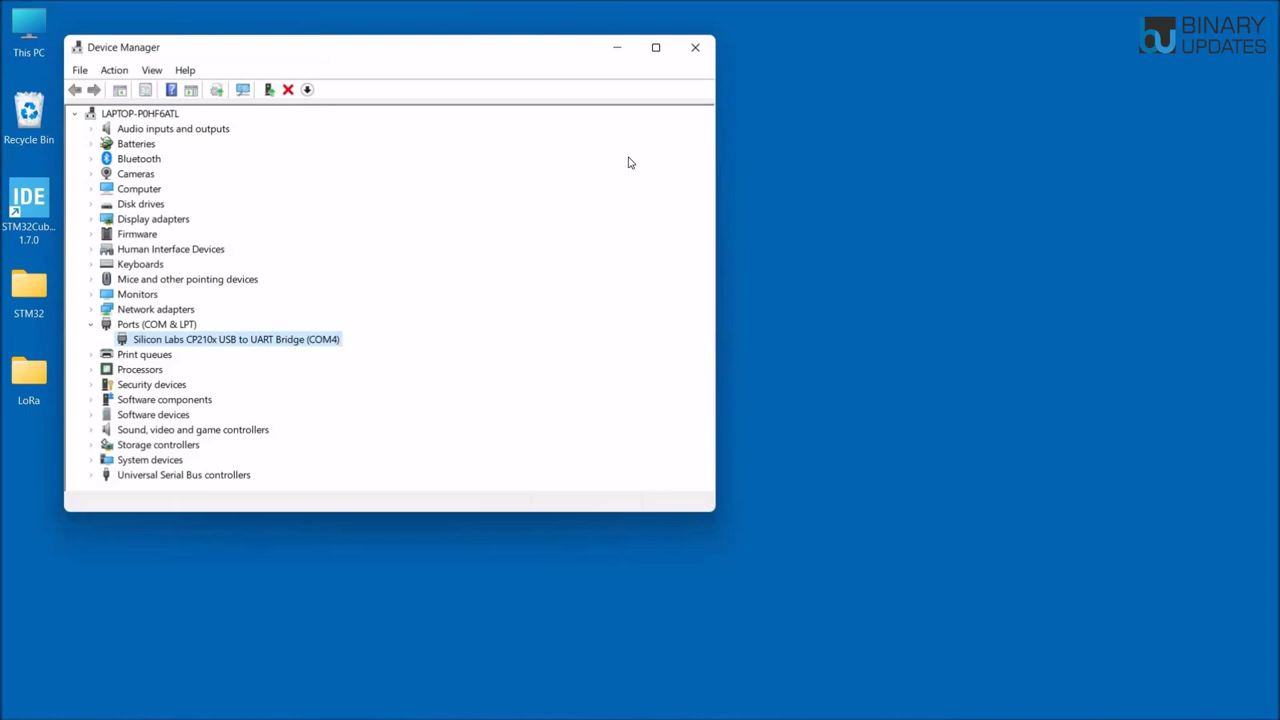 This PC
Recycle Bin
IDE
STM32Cub...
1.7.0
STM32
LoRa
Device Manager
File Action View Help
LAPTOP-P0HF6ATL
Audio inputs and outputs
Batteries
Bluetooth
Cameras
Computer
Disk drives
Display adapters
Firmware
Human Interface Devices
Keyboards
Mice and other pointing devices
Monitors
Network adapters
Ports (COM & LPT)
Silicon Labs CP210x USB to UART Bridge (COM4)
Print queues
Processors
Security devices
Software components
Software devices
Sound, video and game controllers
Storage controllers
System devices
Universal Serial Bus controllers
BINARY
UPDATES